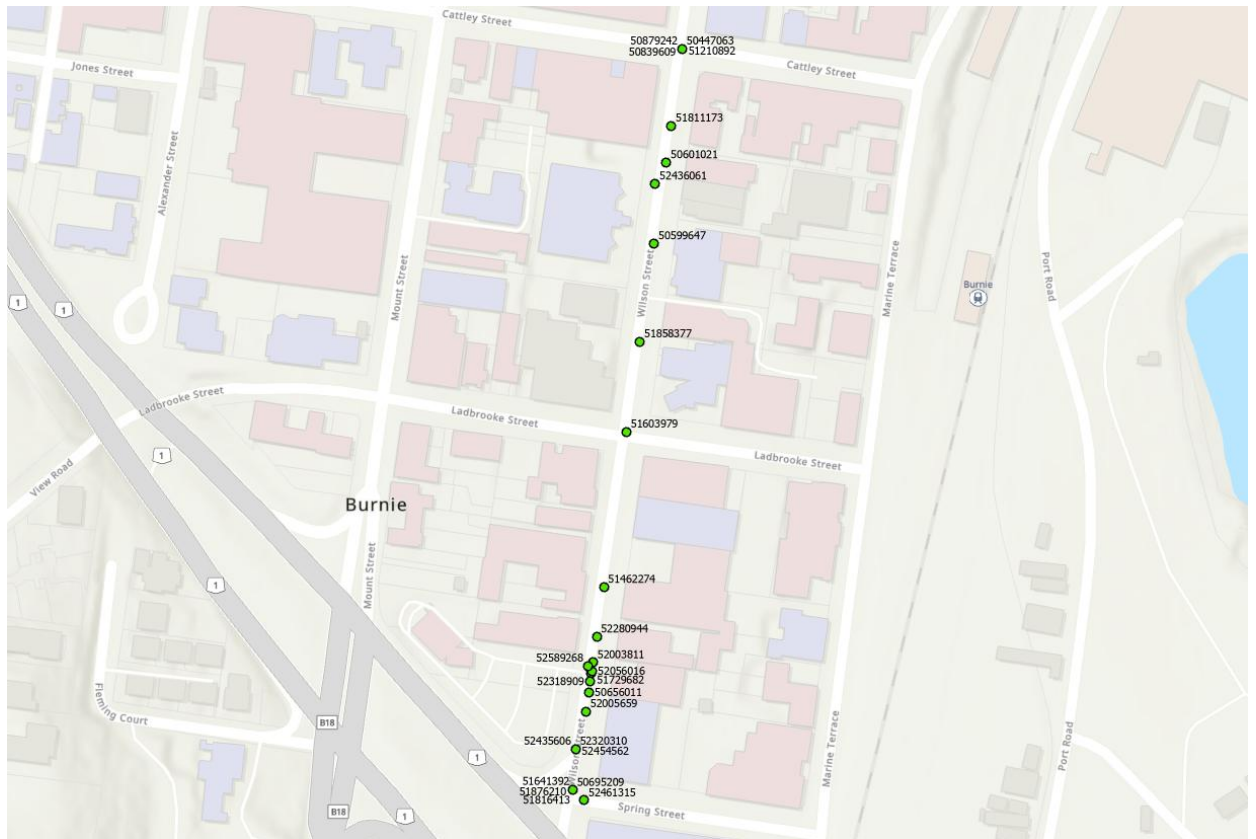 Cattley Street
50879242 50447063
50839609 51210892
Jones Street
Cattley Street
51811173
50601021
52436061
Alexander Street
50599647
Mount Street
Wilson Street
Marine Terrace
Port Road
Burnie
1
1
51858377
Ladbrooke Street
Ladbrooke Street
51603979
Ladbrooke Street
View Road
1
Burnie
Mount Street
1
51462274
52280944
52589268 52003811
52056016
52318909 51729682
50656011
52005659
Fleming Court
B18
Wilson Street
52435606 52320310
52454562
1
Marine Terrace
Port Road
51641392 50695209
51876210 52461315
51816413
Spring Street
B18
1